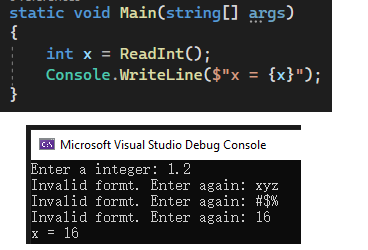 static void Main(string[] args)
{
int x = ReadInt();
Console.WriteLine($"x = {x}");
}
Microsoft Visual Studio Debug Console
Enter a integer: 1.2
Invalid formt. Enter again: xyz
Invalid formt. Enter again: #$%
Invalid formt. Enter again: 16
x = 16